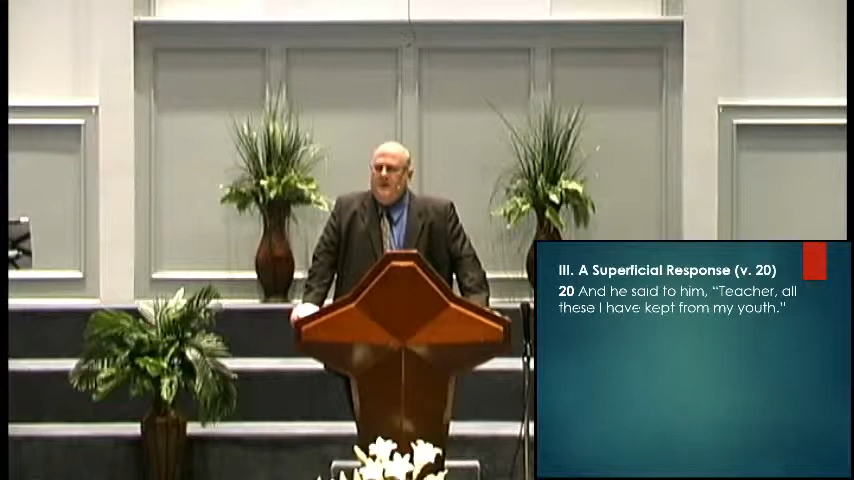 III. A Superficial Response (v. 20)
20 And he said to him, “Teacher, all
these I have kept from my youth.”